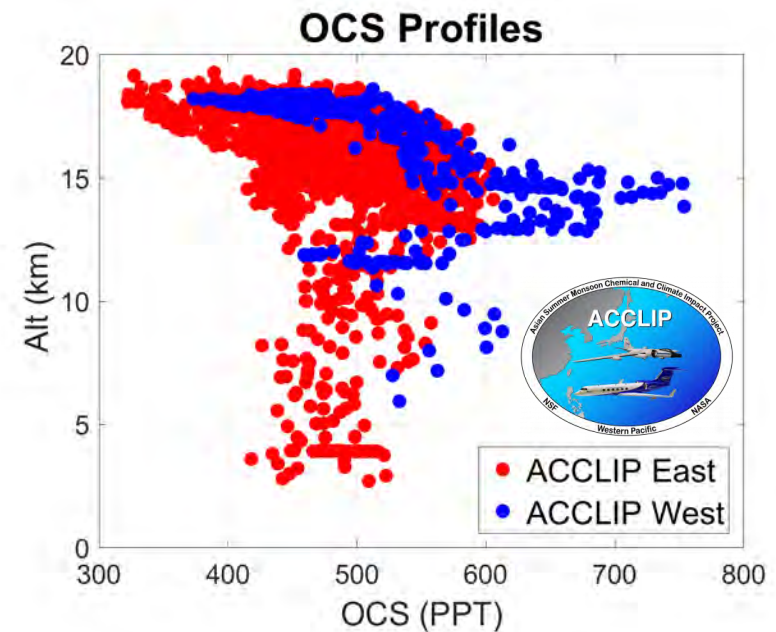 OCS Profiles
20
15
10
5
0
Alt (km)
300 400 500 600 700 800
OCS (PPT)
Asian Summer Monsoon Chemical and Climate Impact Project
ACCLIP
NSF
Western Pacific
NASA
ACCLIP East
ACCLIP West